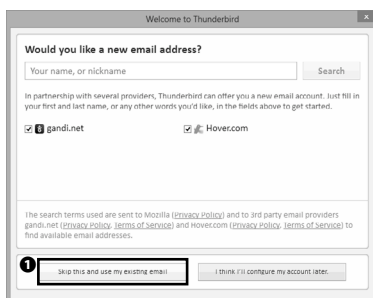 Welcome to Thunderbird
x
Would you like a new email address?
Your name, or nickname
Search
In partnership with several providers, Thunderbird can offer you a new email account. Just fill in
your first and last name, or any other words you'd like, in the fields above to get started.
gandi.net
Hover.com
The search terms used are sent to Mozilla (Privacy Policy) and to 3rd party email providers
gandi.net (Privacy Policy, Terms of Service) and Hover.com (Privacy Policy, Terms of Service) to
find available email addresses.
1
Skip this and use my existing email
I think I'll configure my account later.